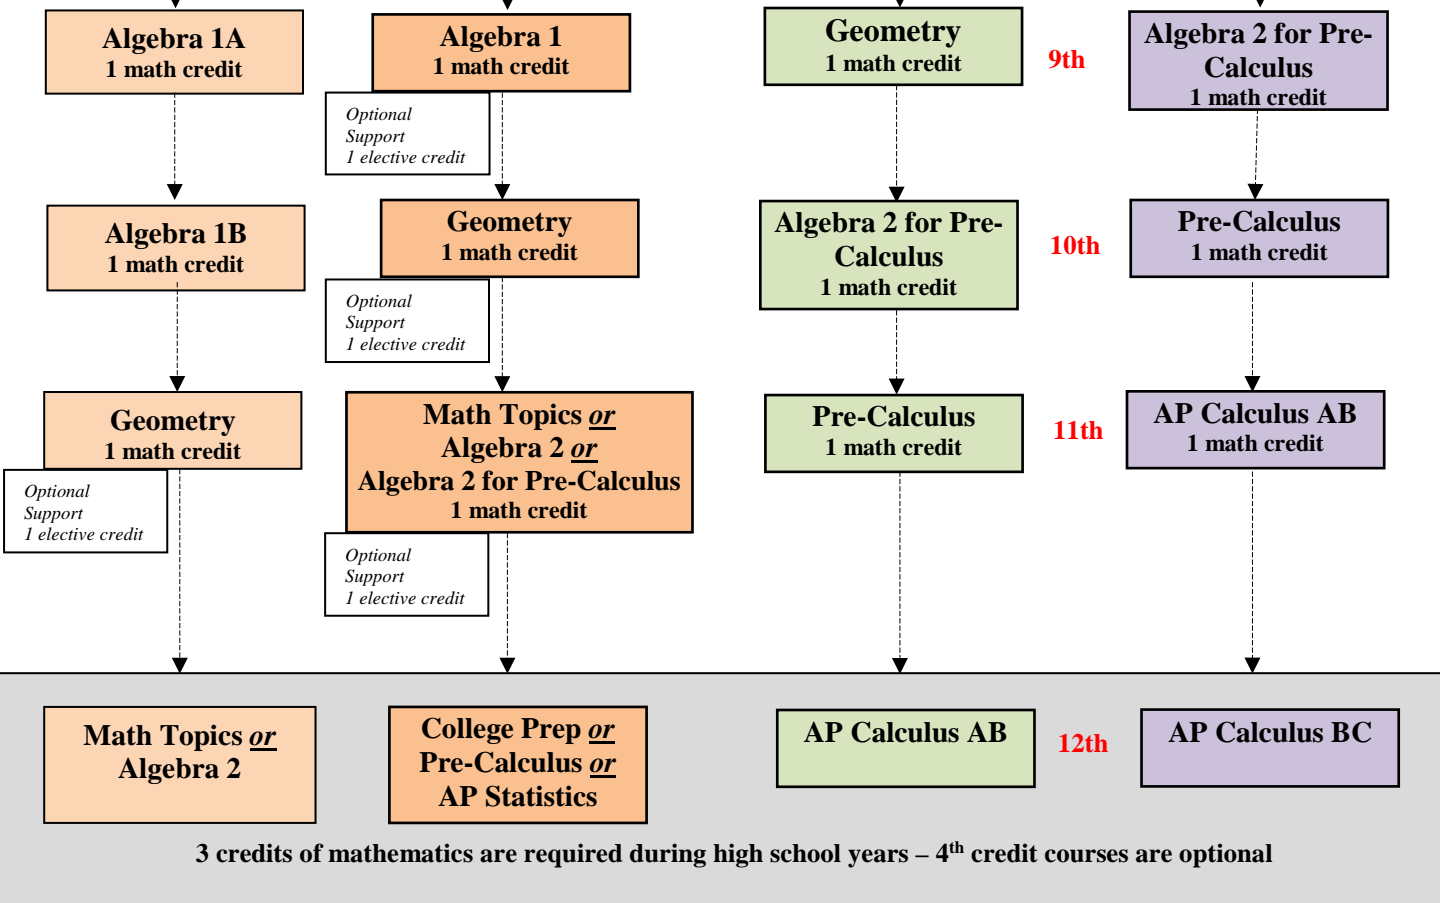 Algebra 1A
1 math credit
Algebra 1
1 math credit
Optional
Support
1 elective credit
Geometry
1 math credit
9th
Algebra 2 for Pre-
Calculus
1 math credit
Algebra 1B
1 math credit
Geometry
1 math credit
Optional
Support
1 elective credit
Algebra 2 for Pre-
Calculus
1 math credit
10th
Pre-Calculus
1 math credit
Geometry
1 math credit
Optional
Support
1 elective credit
Math Topics or
Algebra 2 or
Algebra 2 for Pre-Calculus
1 math credit
Optional
Support
1 elective credit
Pre-Calculus
1 math credit
11th
AP Calculus AB
1 math credit
Math Topics or
Algebra 2
College Prep or
Pre-Calculus or
AP Statistics
AP Calculus AB
12th
AP Calculus BC
3 credits of mathematics are required during high school years – 4th credit courses are optional